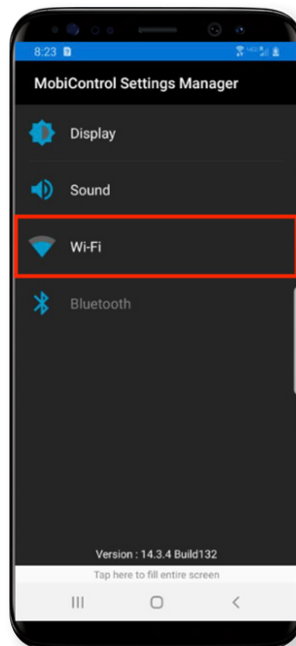 8:23
MobiControl Settings Manager
Display
Sound
Wi-Fi
Bluetooth
Version : 14.3.4 Build132
Tap here to fill entire screen